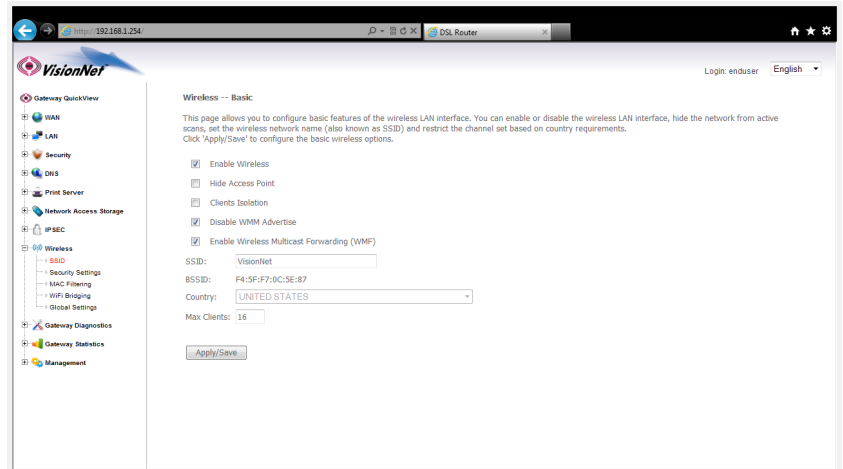 http://192.168.1.254/
DSL Router
VisionNet
Login: enduser
English
Gateway QuickView
WAN
LAN
Security
DNS
Print Server
Network Access Storage
IPSEC
Wireless
SSID
Security Settings
MAC Filtering
WiFi Bridging
Global Settings
Gateway Diagnostics
Gateway Statistics
Management
Wireless -- Basic
This page allows you to configure basic features of the wireless LAN interface. You can enable or disable the wireless LAN interface, hide the network from active
scans, set the wireless network name (also known as SSID) and restrict the channel set based on country requirements.
Click 'Apply/Save' to configure the basic wireless options.
Enable Wireless
Hide Access Point
Clients Isolation
Disable WMM Advertise
Enable Wireless Multicast Forwarding (WMF)
SSID: VisionNet
BSSID: F4:5F:F7:0C:5E:87
Country: UNITED STATES
Max Clients: 16
Apply/Save